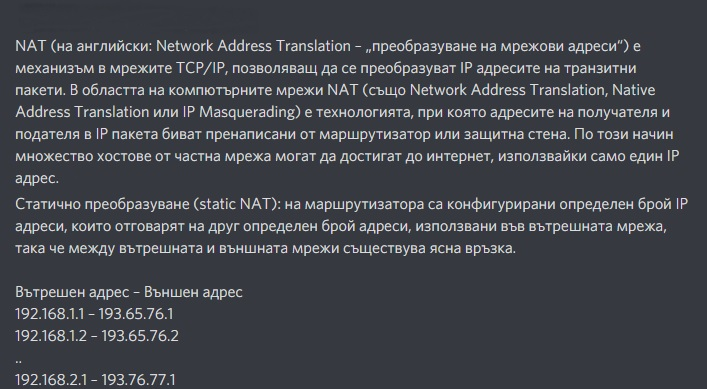 NAT (на английски: Network Address Translation – „преобразуване на мрежови адреси“) е
механизъм в мрежите TCP/IP, позволяващ да се преобразуват IP адресите на транзитни
пакети. В областта на компютърните мрежи NAT (също Network Address Translation, Native
Address Translation или IP Masquerading) е технологията, при която адресите на получателя и
подателя в IP пакета биват пренаписани от маршрутизатор или защитна стена. По този начин
множество хостове от частна мрежа могат да достигат до интернет, използвайки само един IP
адрес.
Статично преобразуване (static NAT): на маршрутизатора са конфигурирани определен брой IP
адреси, които отговарят на друг определен брой адреси, използвани във вътрешната мрежа,
така че между вътрешната и външната мрежи съществува ясна връзка.
Вътрешен адрес – Външен адрес
192.168.1.1 – 193.65.76.1
192.168.1.2 – 193.65.76.2
..
192.168.2.1 – 193.76.77.1